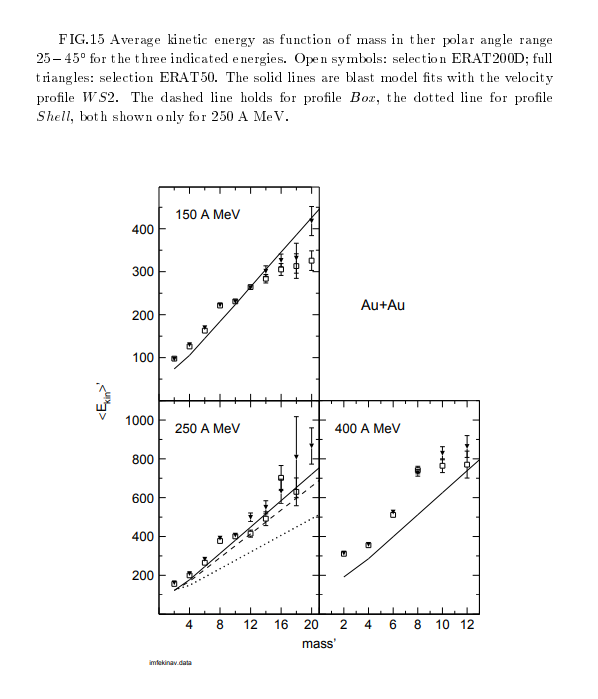 FIG.15 Average kinetic energy as function of mass in ther polar angle range
25−45° for the three indicated energies. Open symbols: selection ERAT200D; full
triangles: selection ERAT50. The solid lines are blast model fits with the velocity
profile WS2. The dashed line holds for profile Box, the dotted line for profile
Shell, both shown only for 250 A MeV.
150 A MeV
400
300
200
100
Au+Au
<E_kin>'
250 A MeV
1000
800
600
400
200
400 A MeV
4 8 12 16 20 2 4 6 8 10 12
mass'
imfekinav.data